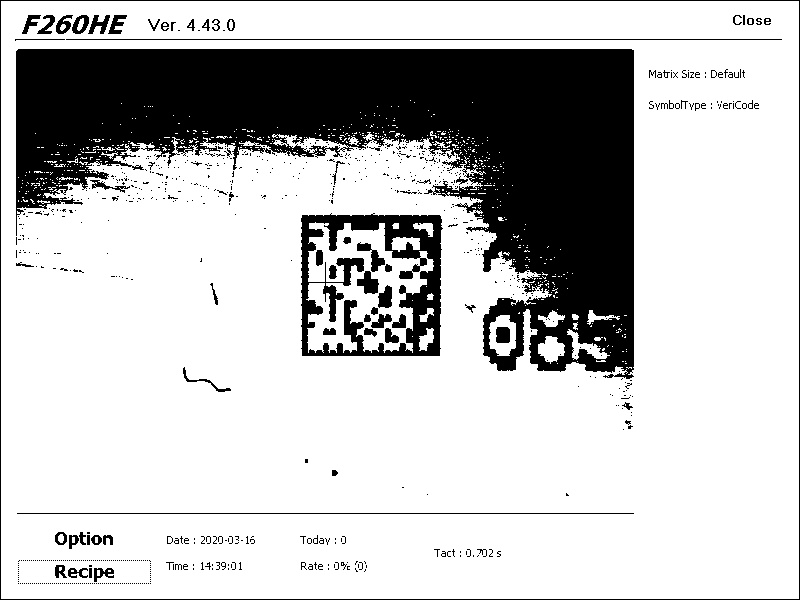 F260HE Ver. 4.43.0 Close
Matrix Size : Default
SymbolType : VeriCode
085
Option
Date : 2020-03-16 Today : 0
Tact : 0.702 s
Recipe
Time : 14:39:01 Rate : 0% (0)